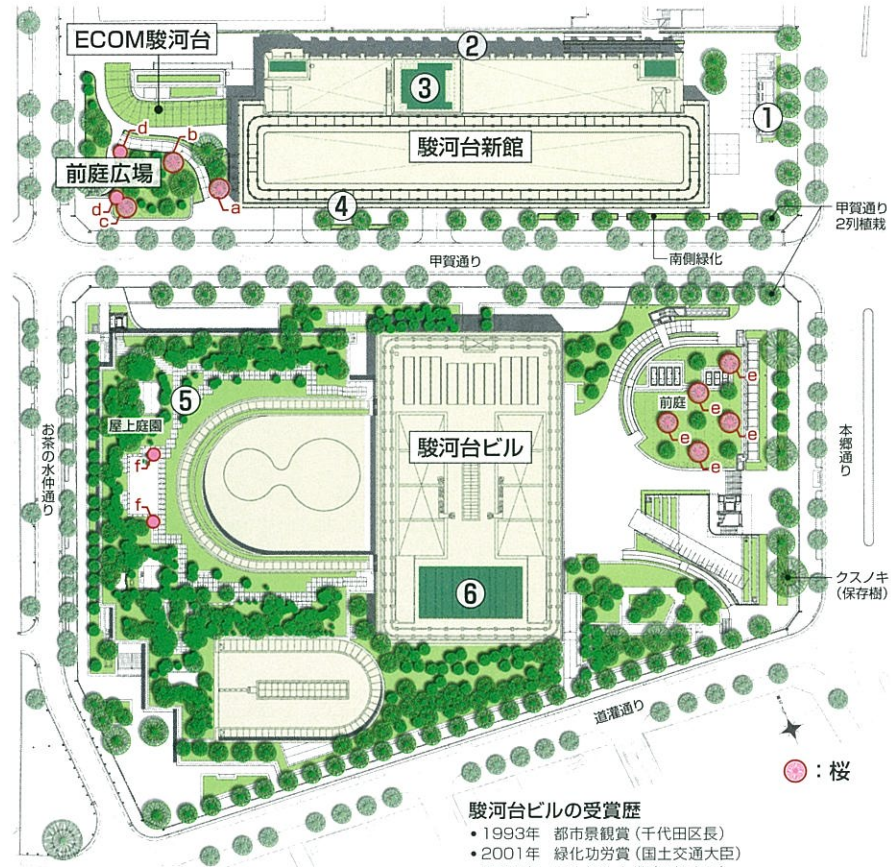 ECOM駿河台
②
③
①
d
b
駿河台新館
前庭広場
a
d
c
④
甲賀通り
2列植栽
甲賀通り
南側緑化
e
⑤
前庭
e
お茶の水仲通り
屋上庭園
駿河台ビル
e
e
本郷通り
f
e
f
クスノキ
(保存樹)
⑥
道灌通り
:桜
駿河台ビルの受賞歴
• 1993年 都市景観賞(千代田区長)
• 2001年 緑化功労賞(国土交通大臣)